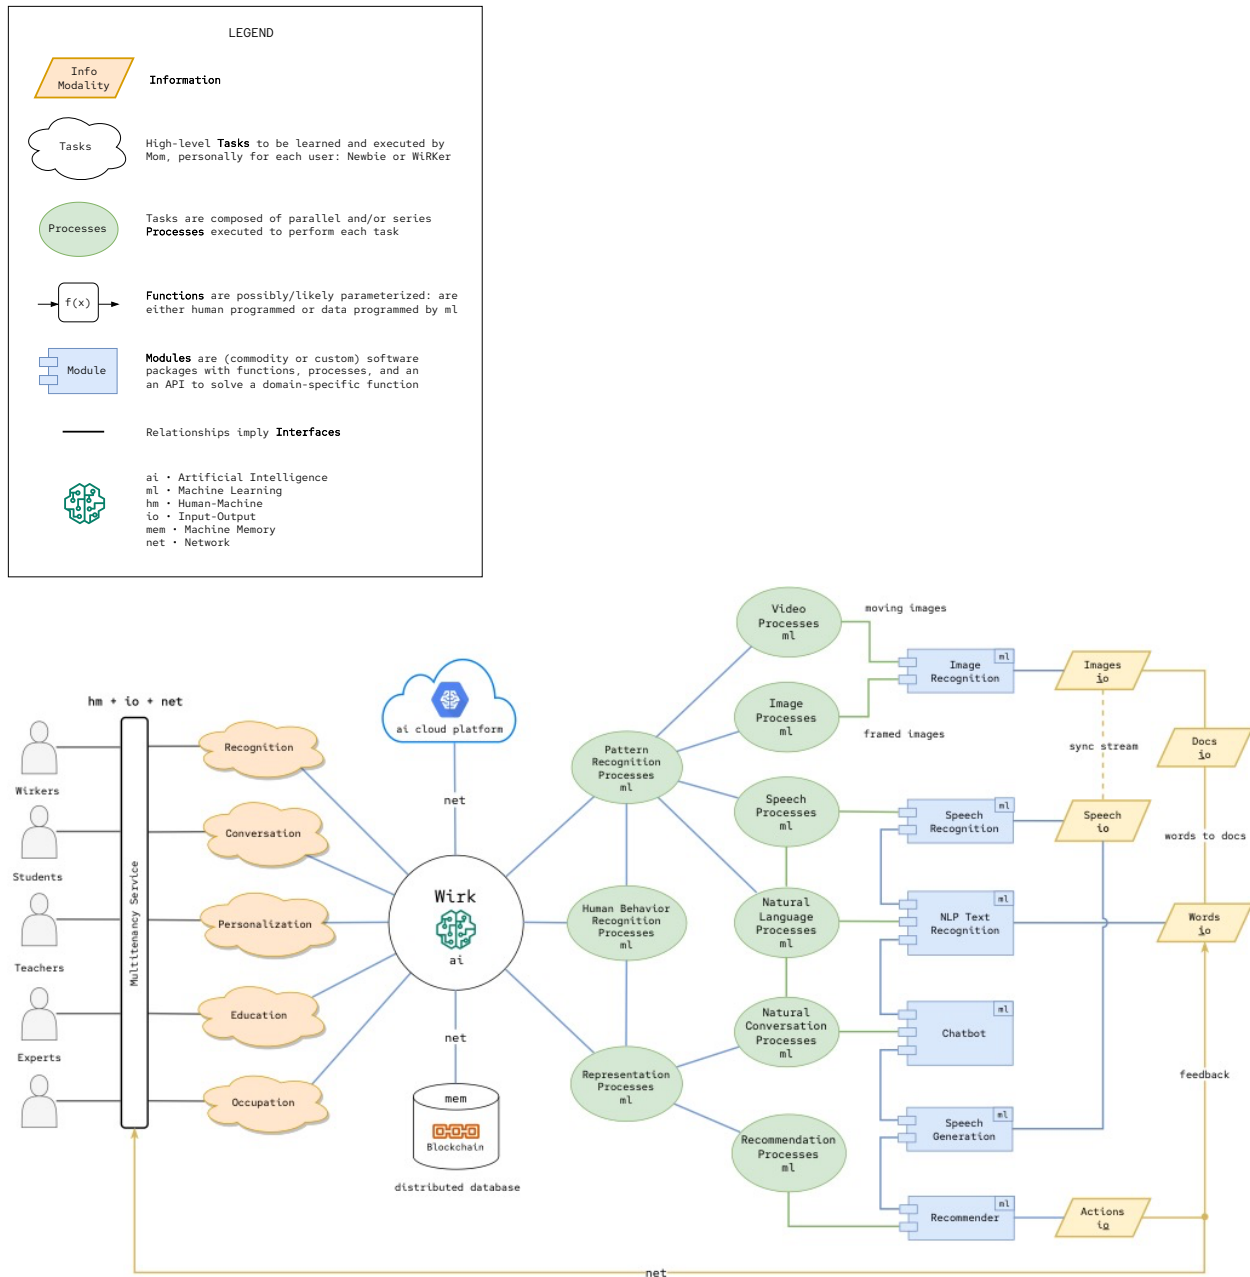 LEGEND
Info
Modality
Information
Tasks
High-level Tasks to be learned and executed by
Mom, personally for each user: Newbie or WiRKer
Processes
Tasks are composed of parallel and/or series
Processes executed to perform each task
f(x)
Functions are possibly/likely parameterized: are
either human programmed or data programmed by ml
Module
Modules are (commodity or custom) software
packages with functions, processes, and an
an API to solve a domain-specific function
Relationships imply Interfaces
ai • Artificial Intelligence
ml • Machine Learning
hm • Human-Machine
io • Input-Output
mem • Machine Memory
net • Network
hm + io + net
Multitenancy Service
Wirkers
Students
Teachers
Experts
Recognition
Conversation
Personalization
Education
Occupation
ai cloud platform
net
Wirk
ai
net
mem
Blockchain
distributed database
Pattern
Recognition
Processes
ml
Human Behavior
Recognition
Processes
ml
Representation
Processes
ml
Video
Processes
ml
Image
Processes
ml
Speech
Processes
ml
Natural
Language
Processes
ml
Natural
Conversation
Processes
ml
Recommendation
Processes
ml
moving images
framed images
ml
Image
Recognition
ml
Speech
Recognition
ml
NLP Text
Recognition
ml
Chatbot
ml
Speech
Generation
ml
Recommender
Images
io
sync stream
Docs
io
Speech
io
words to docs
Words
io
feedback
Actions
io
net